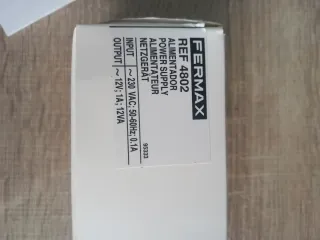 FERMAX
REF 4802
ALIMENTADOR
POWER SUPPLY
ALIMENTATEUR
NETZGERÄT
INPUT ~ 230 VAC; 50-60Hz; 0.1A
OUTPUT ~ 12V; 1A; 12VA
95333